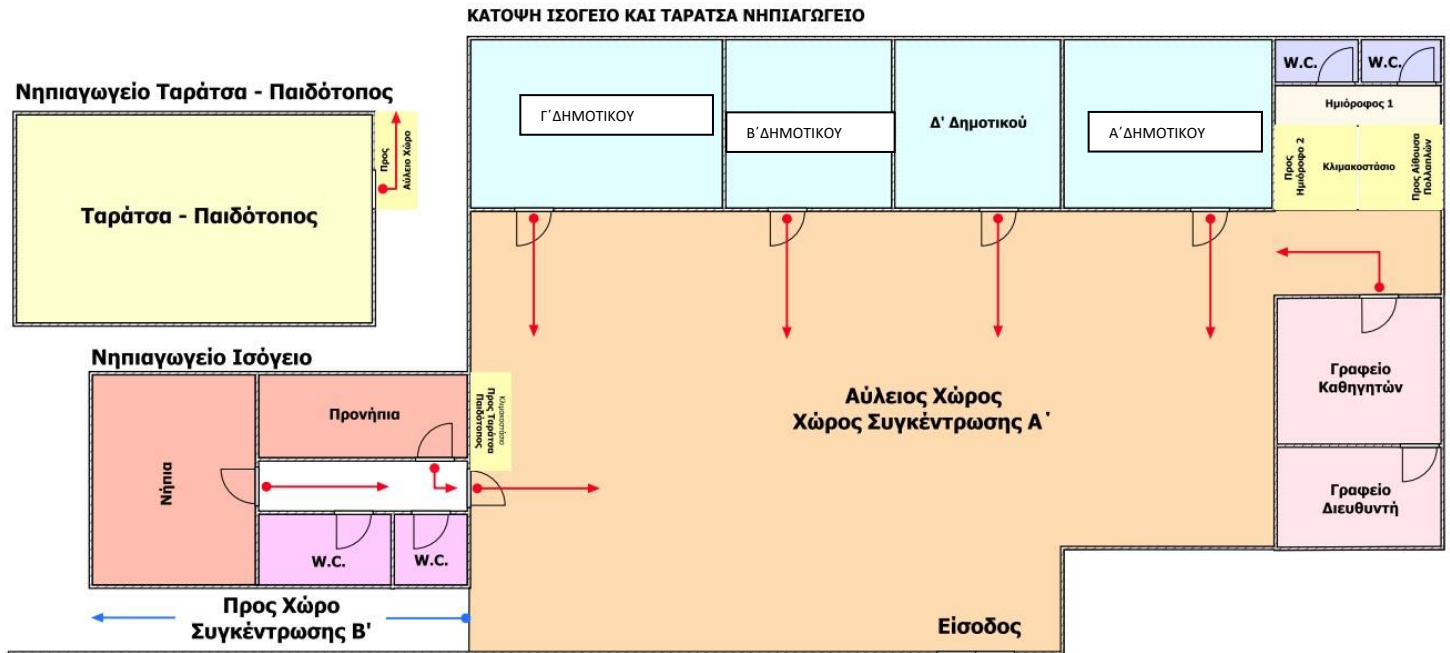 ΚΑΤΟΨΗ ΙΣΟΓΕΙΟ ΚΑΙ ΤΑΡΑΤΣΑ ΝΗΠΙΑΓΩΓΕΙΟ
Νηπιαγωγείο Ταράτσα - Παιδότοπος
Προς
Αύλειο Χώρο
Ταράτσα - Παιδότοπος
Γ΄ΔΗΜΟΤΙΚΟΥ
Β΄ΔΗΜΟΤΙΚΟΥ
Δ' Δημοτικού
Α΄ΔΗΜΟΤΙΚΟΥ
W.C.
W.C.
Ημιόροφος 1
Προς
Ημιόροφο 2
Κλιμακοστάσιο
Προς Αίθουσα
Πολλαπλών
Νηπιαγωγείο Ισόγειο
Νήπια
Προνήπια
Κλιμακοστάσιο
Προς Ταράτσα
Παιδότοπος
W.C.
W.C.
Αύλειος Χώρος
Χώρος Συγκέντρωσης Α΄
Γραφείο
Καθηγητών
Γραφείο
Διευθυντή
Προς Χώρο
Συγκέντρωσης Β'
Είσοδος